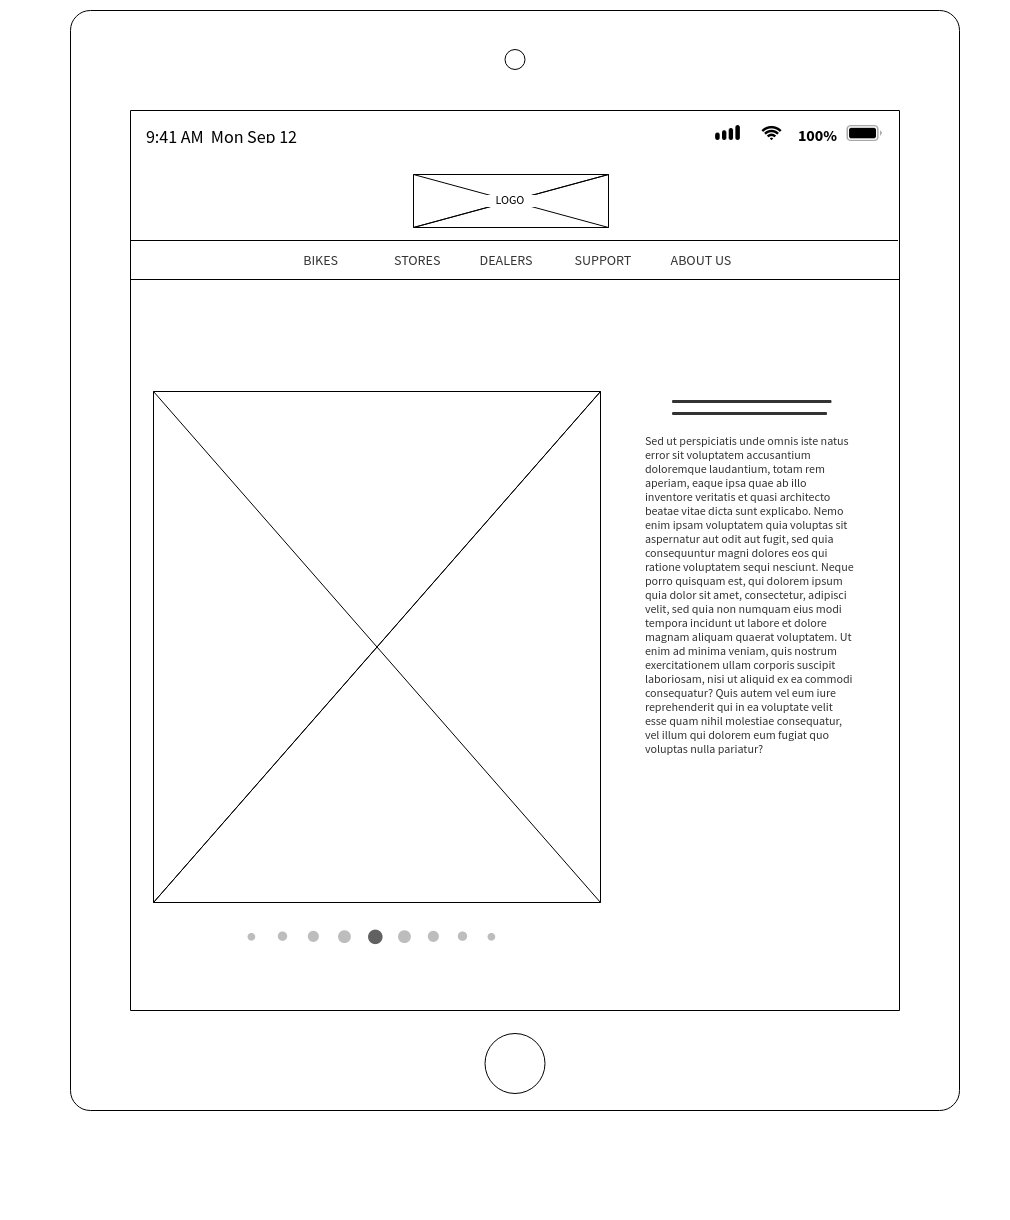 9:41 AM Mon Sep 12 100%
LOGO
BIKES STORES DEALERS SUPPORT ABOUT US
Sed ut perspiciatis unde omnis iste natus
error sit voluptatem accusantium
doloremque laudantium, totam rem
aperiam, eaque ipsa quae ab illo
inventore veritatis et quasi architecto
beatae vitae dicta sunt explicabo. Nemo
enim ipsam voluptatem quia voluptas sit
aspernatur aut odit aut fugit, sed quia
consequuntur magni dolores eos qui
ratione voluptatem sequi nesciunt. Neque
porro quisquam est, qui dolorem ipsum
quia dolor sit amet, consectetur, adipisci
velit, sed quia non numquam eius modi
tempora incidunt ut labore et dolore
magnam aliquam quaerat voluptatem. Ut
enim ad minima veniam, quis nostrum
exercitationem ullam corporis suscipit
laboriosam, nisi ut aliquid ex ea commodi
consequatur? Quis autem vel eum iure
reprehenderit qui in ea voluptate velit
esse quam nihil molestiae consequatur,
vel illum qui dolorem eum fugiat quo
voluptas nulla pariatur?